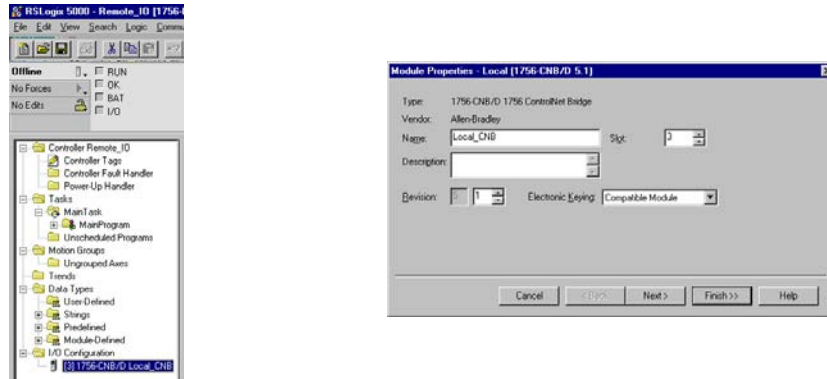 RSLogix 5000 - Remote_IO [1756-
File Edit View Search Logic Commu
Offline
RUN
No Forces
OK
BAT
No Edits
I/O
Controller Remote_IO
Controller Tags
Controller Fault Handler
Power-Up Handler
Tasks
MainTask
MainProgram
Unscheduled Programs
Motion Groups
Ungrouped Axes
Trends
Data Types
User-Defined
Strings
Predefined
Module-Defined
I/O Configuration
[3] 1756-CNB/D Local_CNB
Module Properties - Local (1756-CNB/D 5.1)
Type: 1756-CNB/D 1756 ControlNet Bridge
Vendor: Allen-Bradley
Name: Local_CNB Slot: 3
Description:
Revision: 5 1 Electronic Keying: Compatible Module
Cancel < Back Next > Finish >> Help